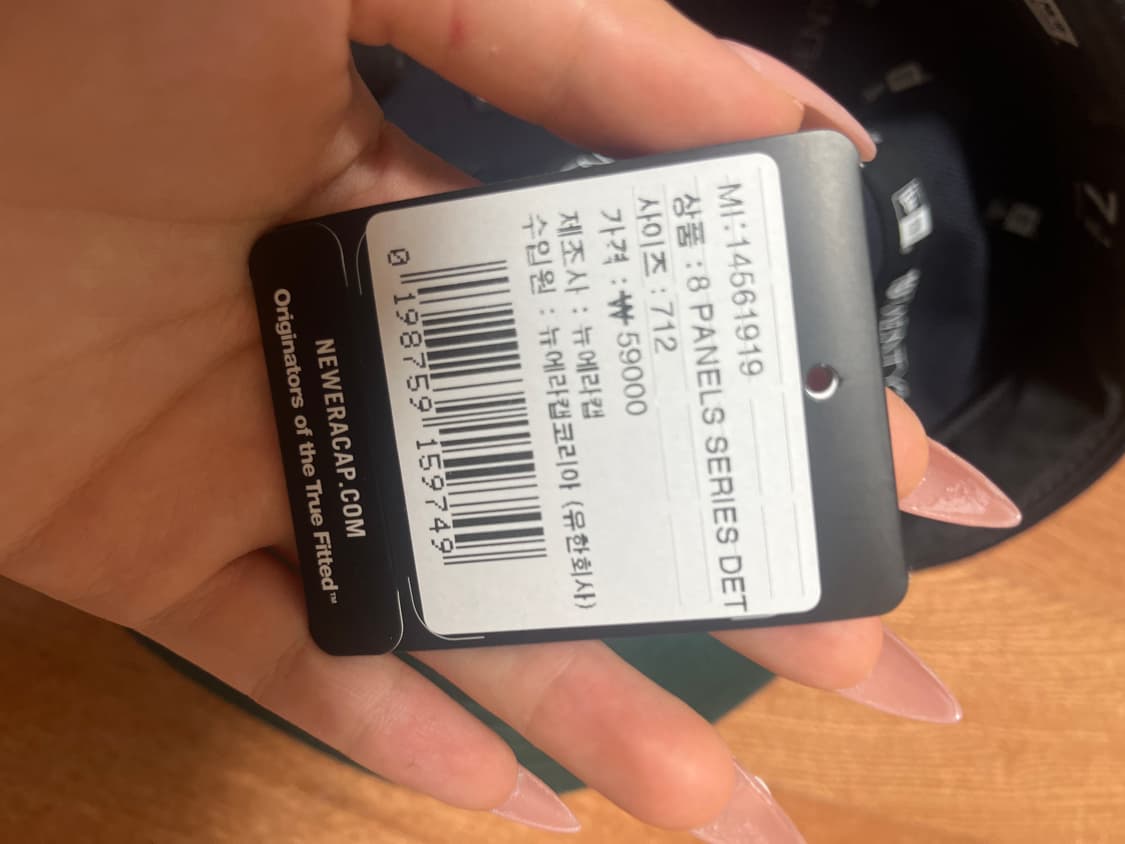 MI:14561919
상품 : 8 PANELS SERIES DET
사이즈 : 712
가격 : ₩ 59000
제조사 : 뉴에라캡
수입원 : 뉴에라캡코리아 (유한회사)
0 198759 159749
NEWERACAP.COM
Originators of the True Fitted™